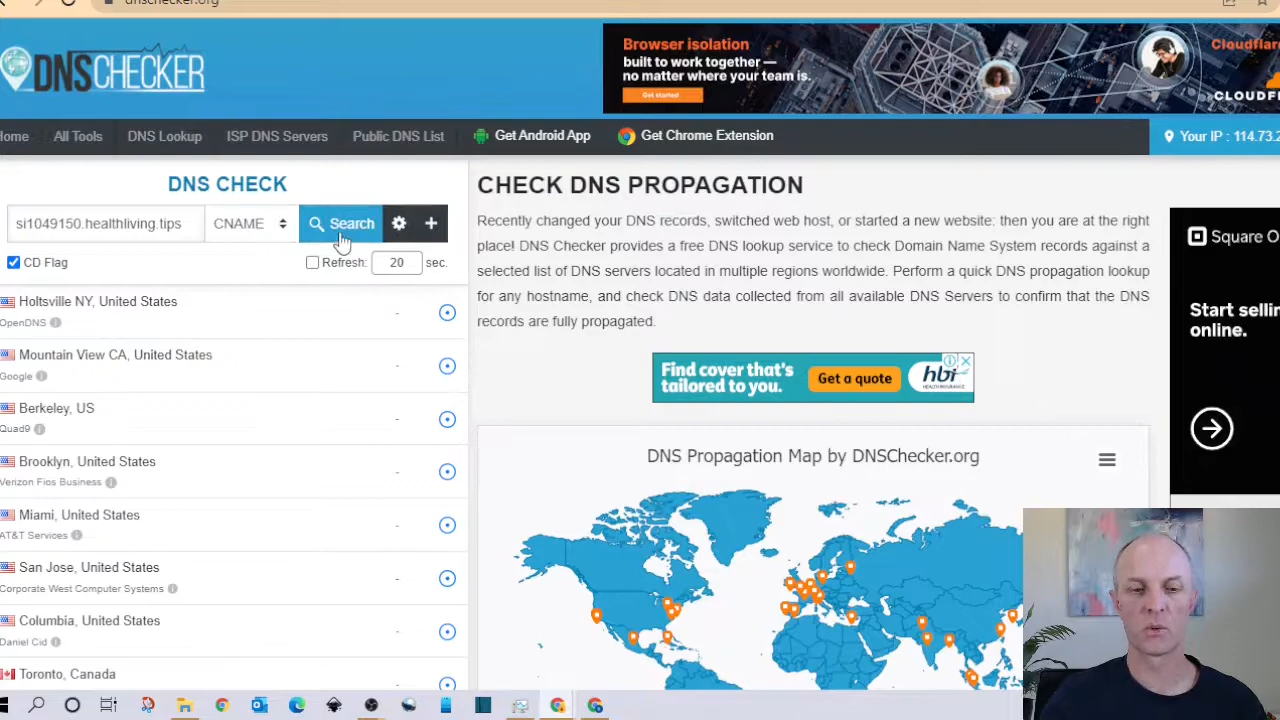 dnschecker.org
DNSCHECKER
Browser isolation
built to work together —
no matter where your team is.
Get started
Cloudflare
CLOUDFL
Home
All Tools
DNS Lookup
ISP DNS Servers
Public DNS List
Get Android App
Get Chrome Extension
Your IP : 114.73.2
DNS CHECK
si1049150.healthliving.tips
CNAME
Search
CD Flag
Refresh:
20
sec.
Holtsville NY, United States
OpenDNS
-
Mountain View CA, United States
Google
-
Berkeley, US
Quad9
-
Brooklyn, United States
Verizon Fios Business
-
Miami, United States
AT&T Services
-
San Jose, United States
Corporate West Computer Systems
-
Columbia, United States
Daniel Cid
-
Toronto, Canada
-
CHECK DNS PROPAGATION
Recently changed your DNS records, switched web host, or started a new website: then you are at the right
place! DNS Checker provides a free DNS lookup service to check Domain Name System records against a
selected list of DNS servers located in multiple regions worldwide. Perform a quick DNS propagation lookup
for any hostname, and check DNS data collected from all available DNS Servers to confirm that the DNS
records are fully propagated.
Find cover that's
tailored to you.
Get a quote
hbi
HEALTH INSURANCE
DNS Propagation Map by DNSChecker.org
Square O
Start sellin
online.